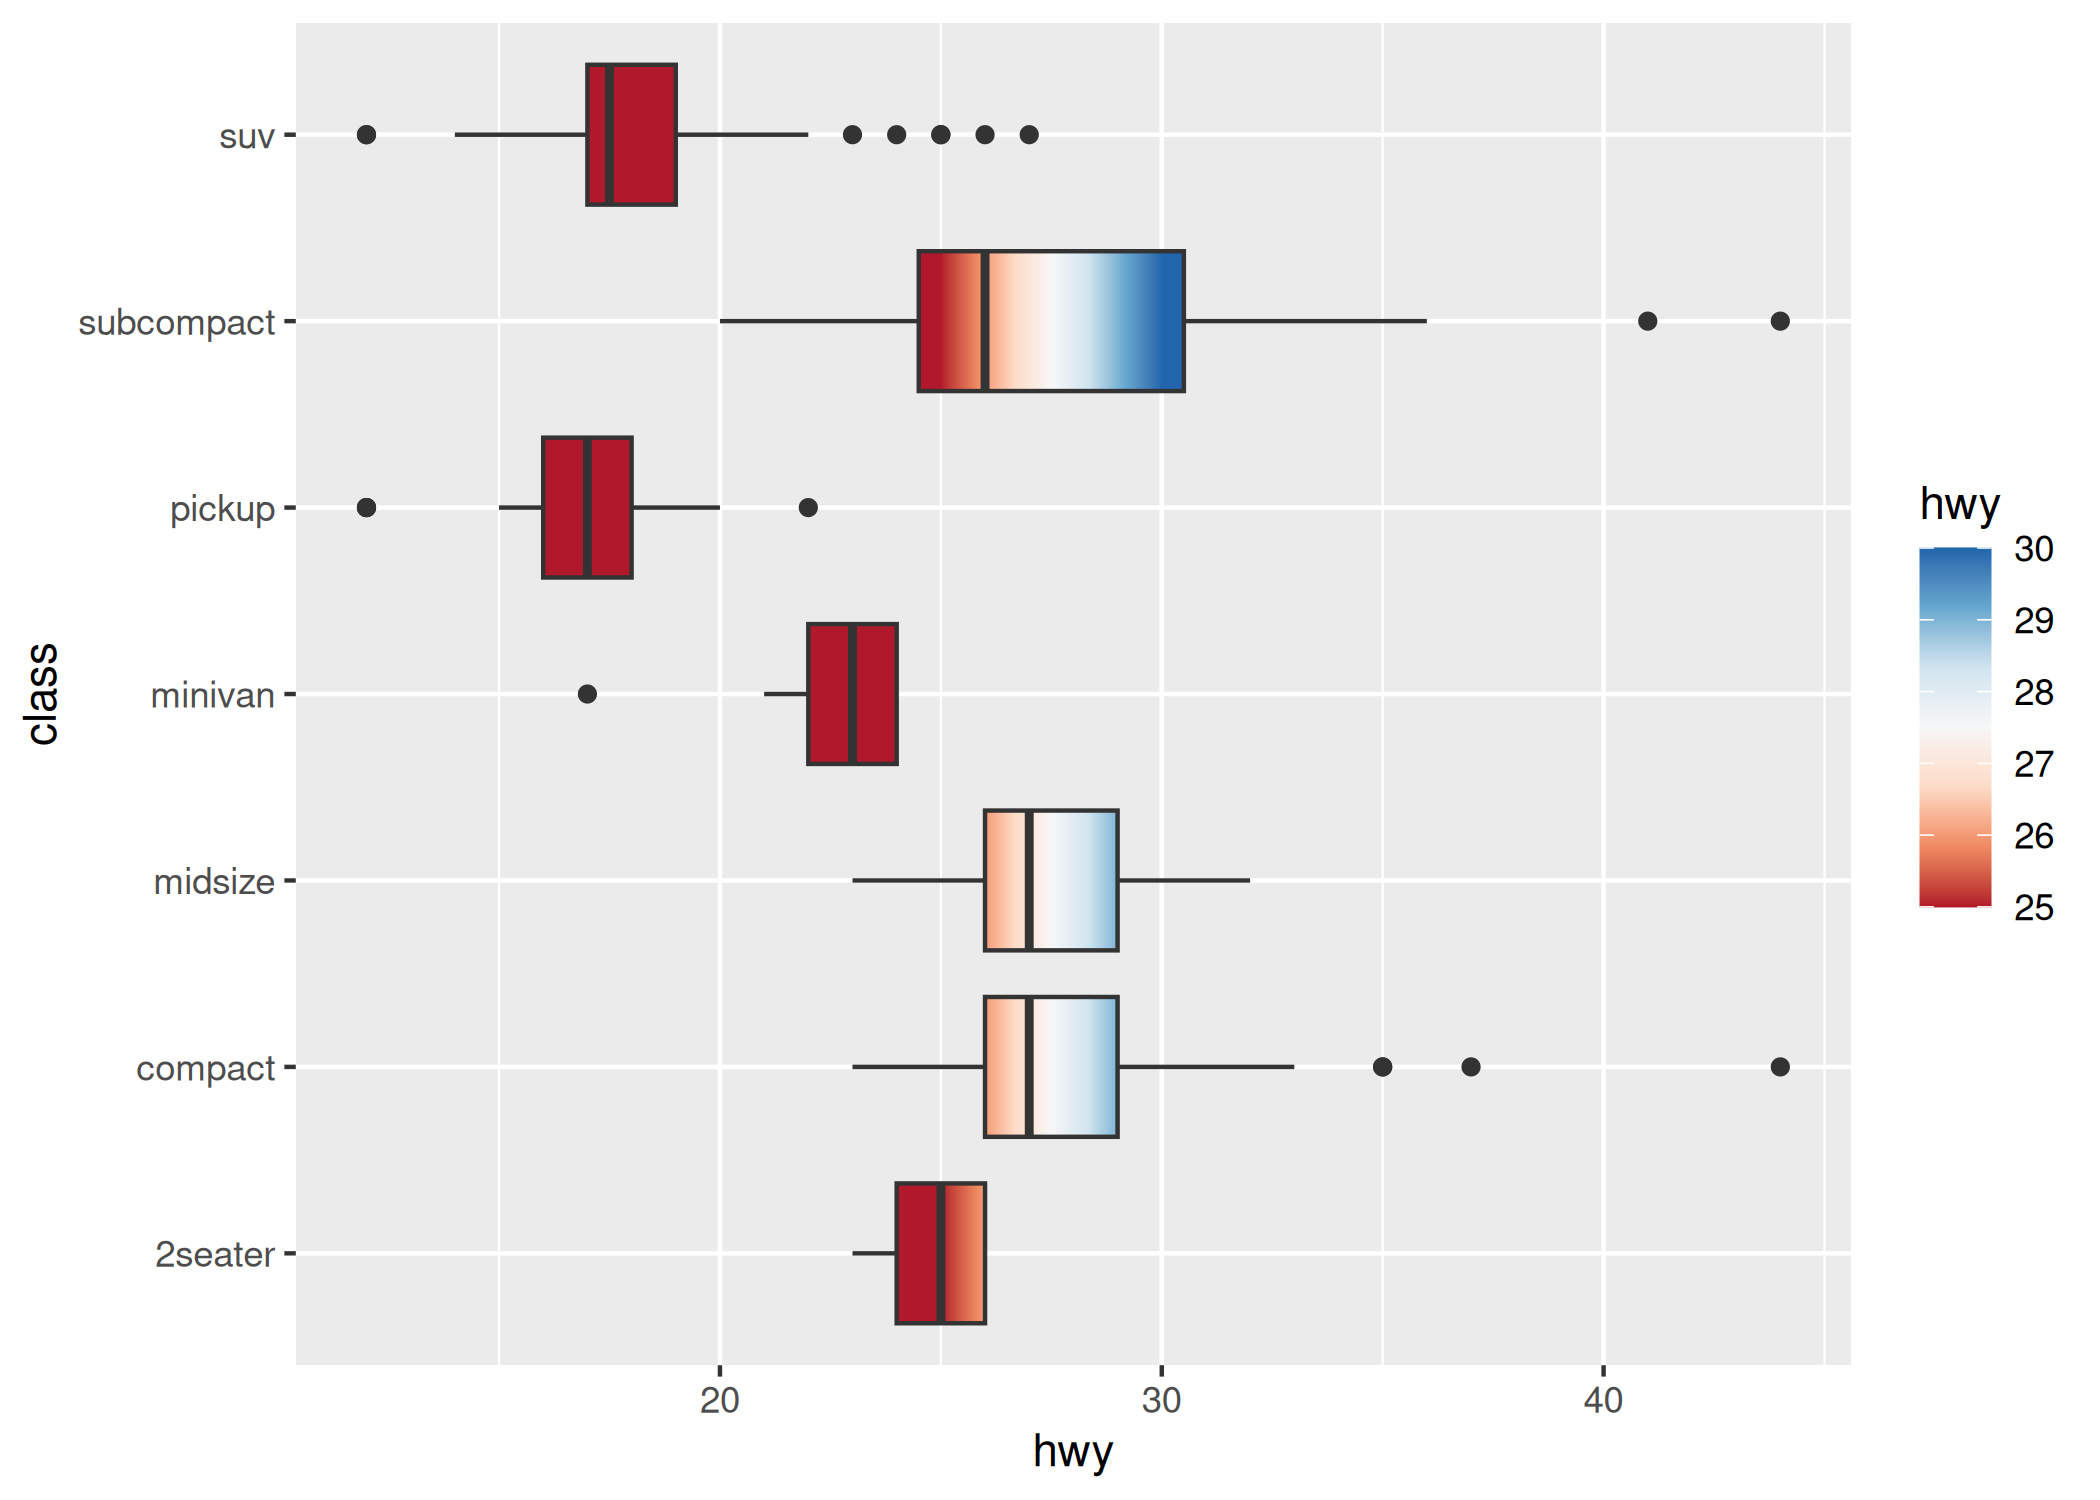 suv
subcompact
pickup
minivan
midsize
compact
2seater
class
20 30 40
hwy
hwy
30
29
28
27
26
25